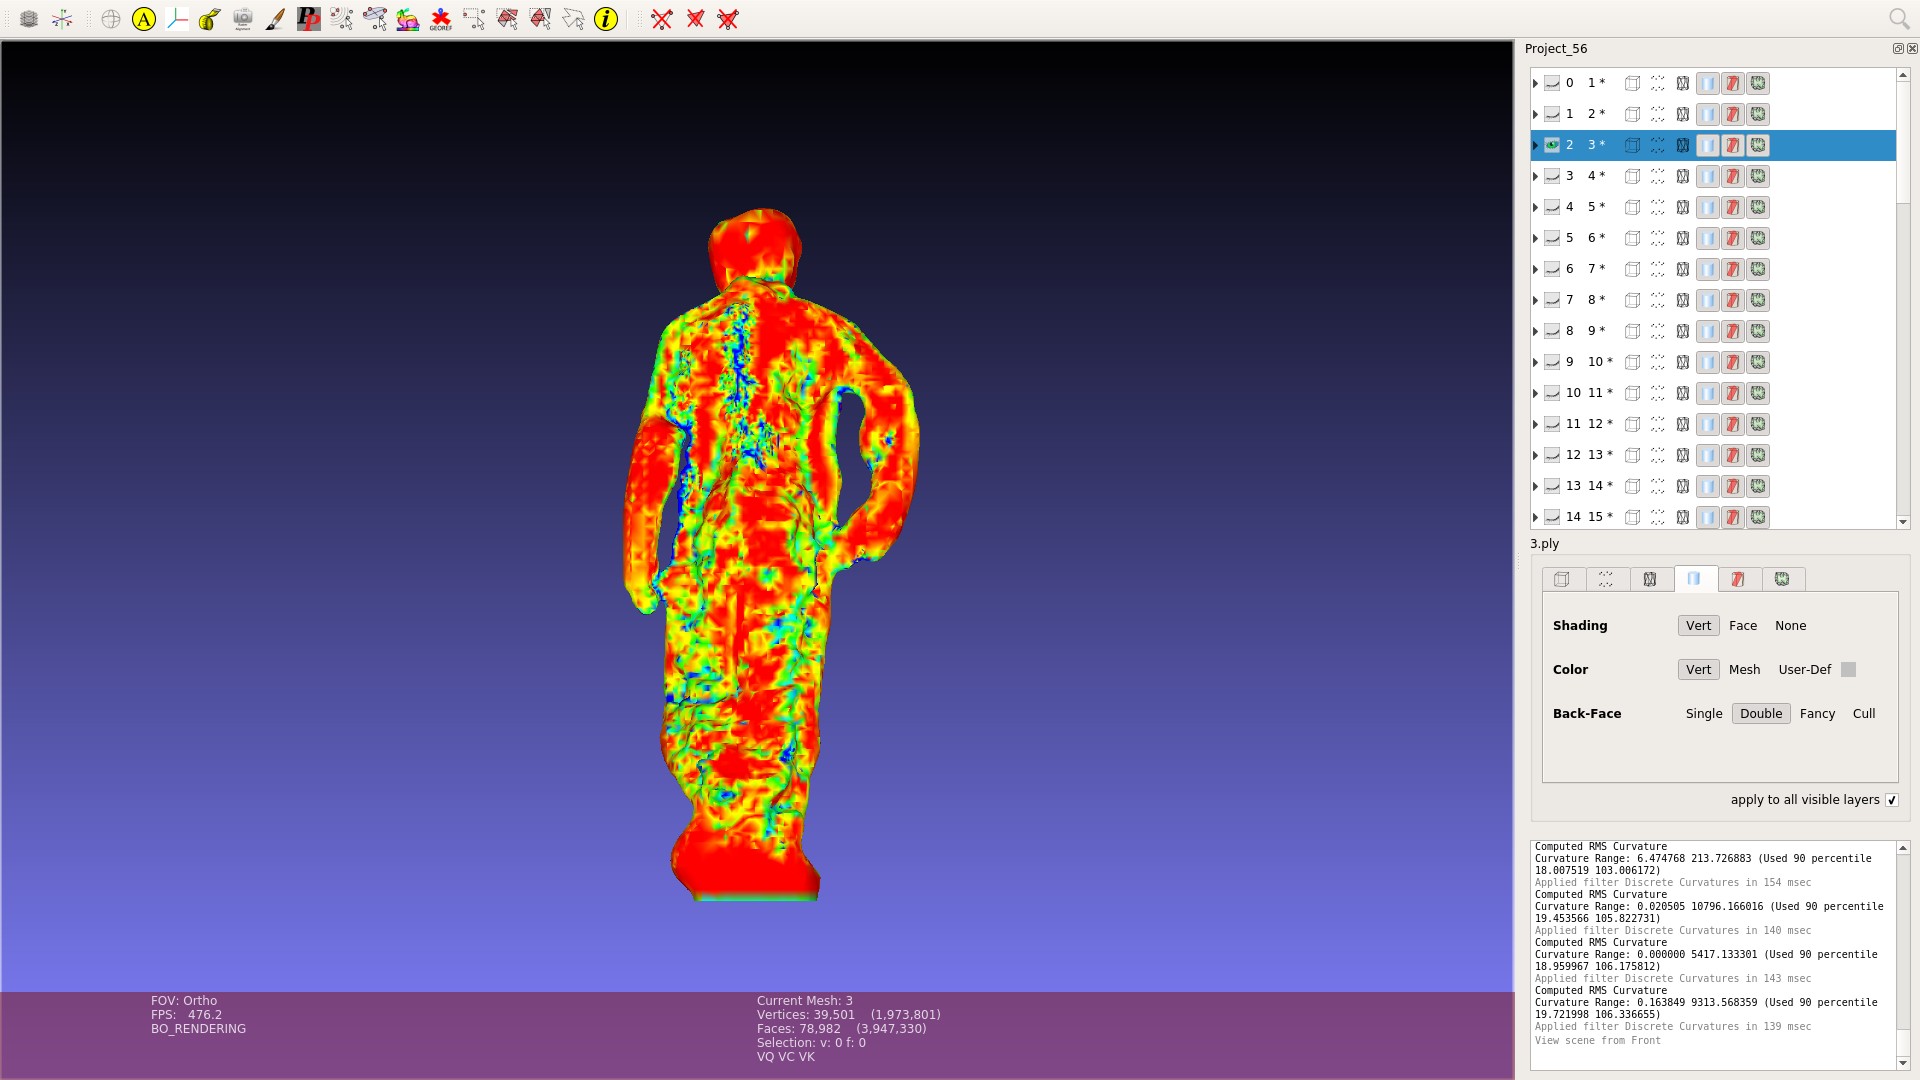 A
PP
GEOREF
i
Project_56
0 1 *
1 2 *
2 3 *
3 4 *
4 5 *
5 6 *
6 7 *
7 8 *
8 9 *
9 10 *
10 11 *
11 12 *
12 13 *
13 14 *
14 15 *
3.ply
Shading Vert Face None
Color Vert Mesh User-Def
Back-Face Single Double Fancy Cull
apply to all visible layers
Computed RMS Curvature
Curvature Range: 6.474768 213.726883 (Used 90 percentile
18.007519 103.006172)
Applied filter Discrete Curvatures in 154 msec
Computed RMS Curvature
Curvature Range: 0.020505 10796.166016 (Used 90 percentile
19.453566 105.822731)
Applied filter Discrete Curvatures in 140 msec
Computed RMS Curvature
Curvature Range: 0.000000 5417.133301 (Used 90 percentile
18.959967 106.175812)
Applied filter Discrete Curvatures in 143 msec
Computed RMS Curvature
Curvature Range: 0.163849 9313.568359 (Used 90 percentile
19.721998 106.336655)
Applied filter Discrete Curvatures in 139 msec
View scene from Front
FOV: Ortho
FPS: 476.2
BO_RENDERING
Current Mesh: 3
Vertices: 39,501 (1,973,801)
Faces: 78,982 (3,947,330)
Selection: v: 0 f: 0
VQ VC VK